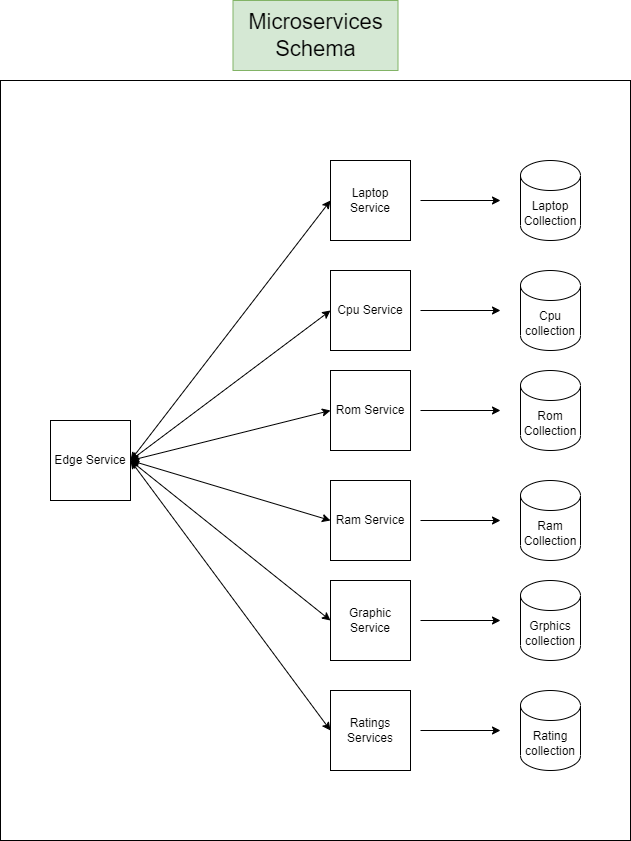 Microservices
Schema
Laptop
Service
Laptop
Collection
Cpu Service
Cpu
collection
Rom Service
Rom
Collection
Edge Service
Ram Service
Ram
Collection
Graphic
Service
Grphics
collection
Ratings
Services
Rating
collection